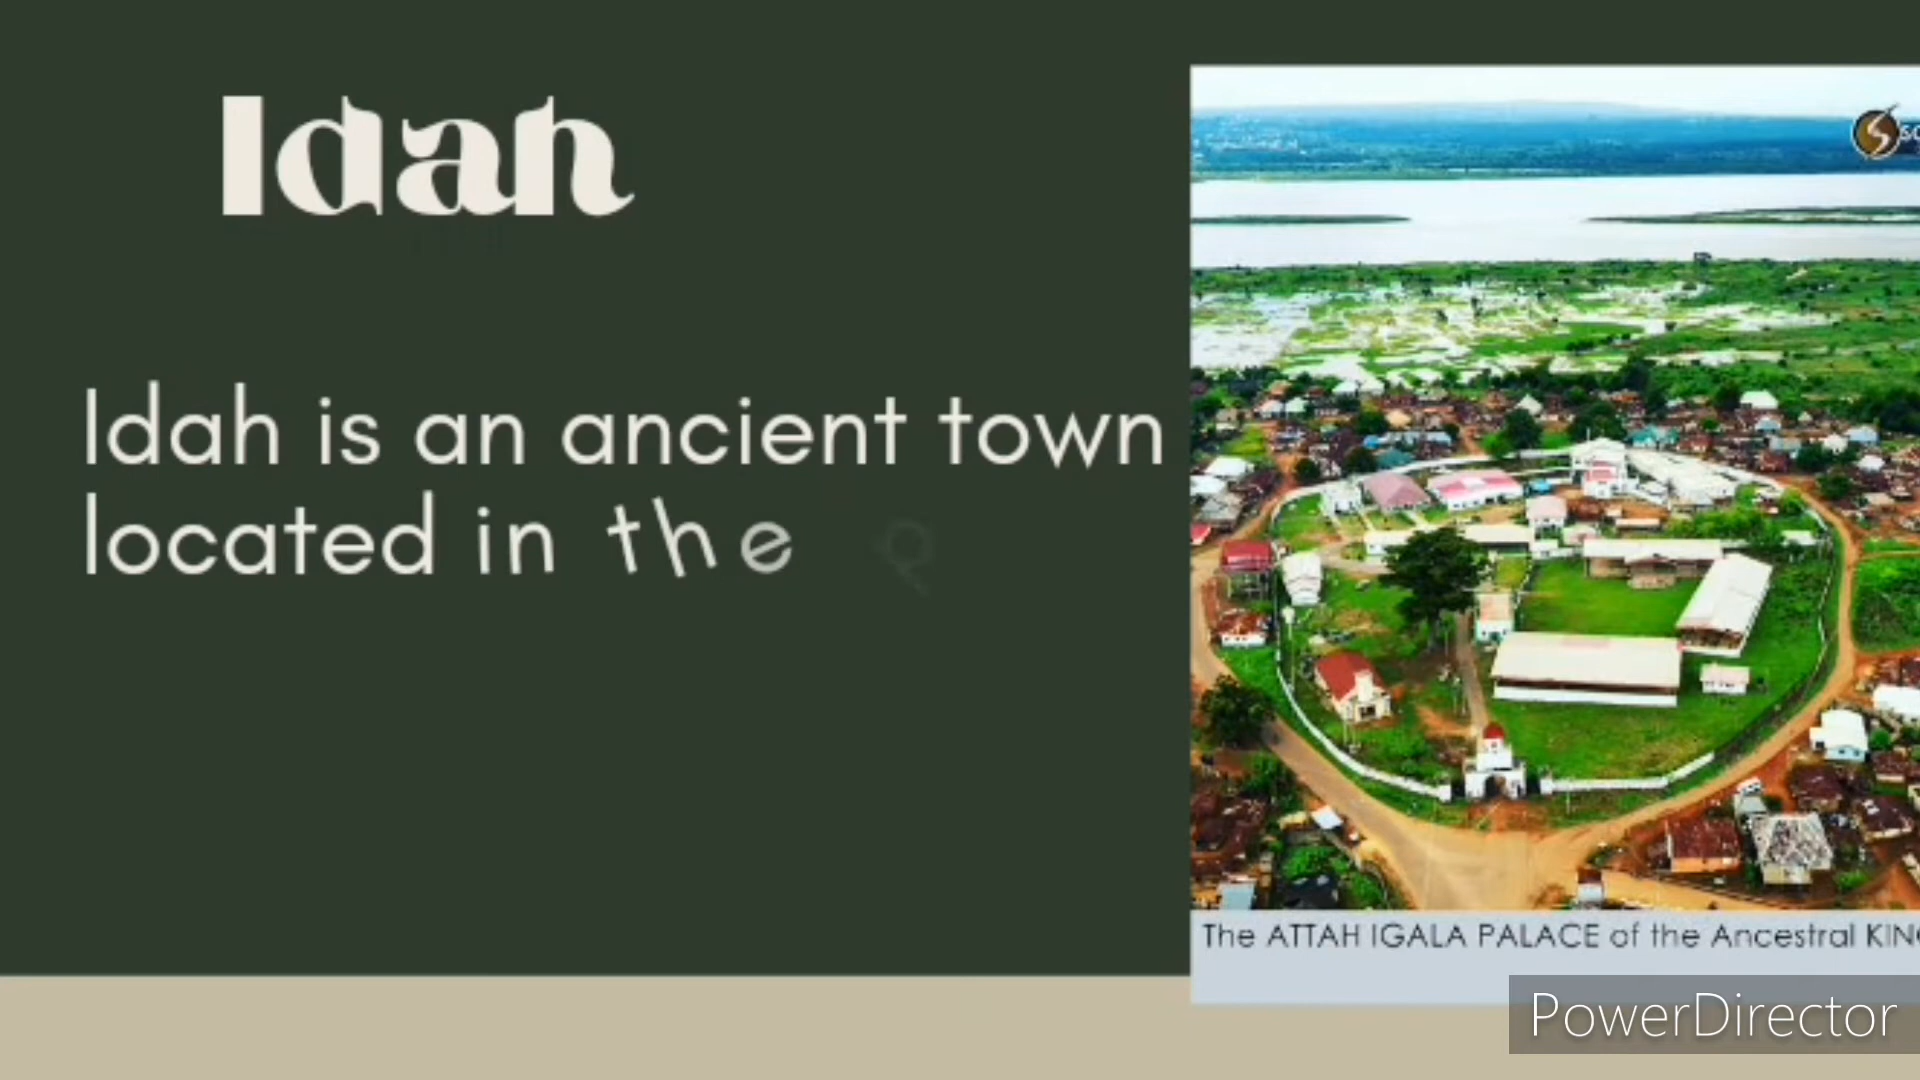 Idah
Idah is an ancient town
located in the
The ATTAH IGALA PALACE of the Ancestral
PowerDirector